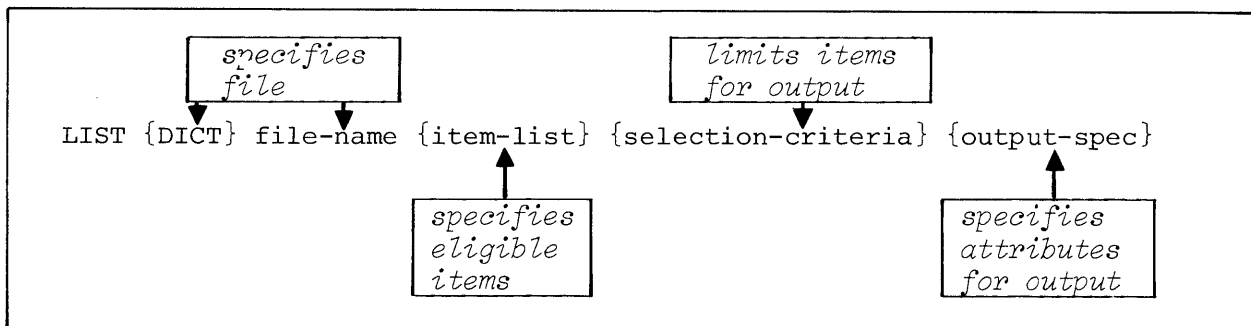 specifies
file
limits items
for output
LIST {DICT} file-name {item-list} {selection-criteria} {output-spec}
specifies
eligible
items
specifies
attributes
for output